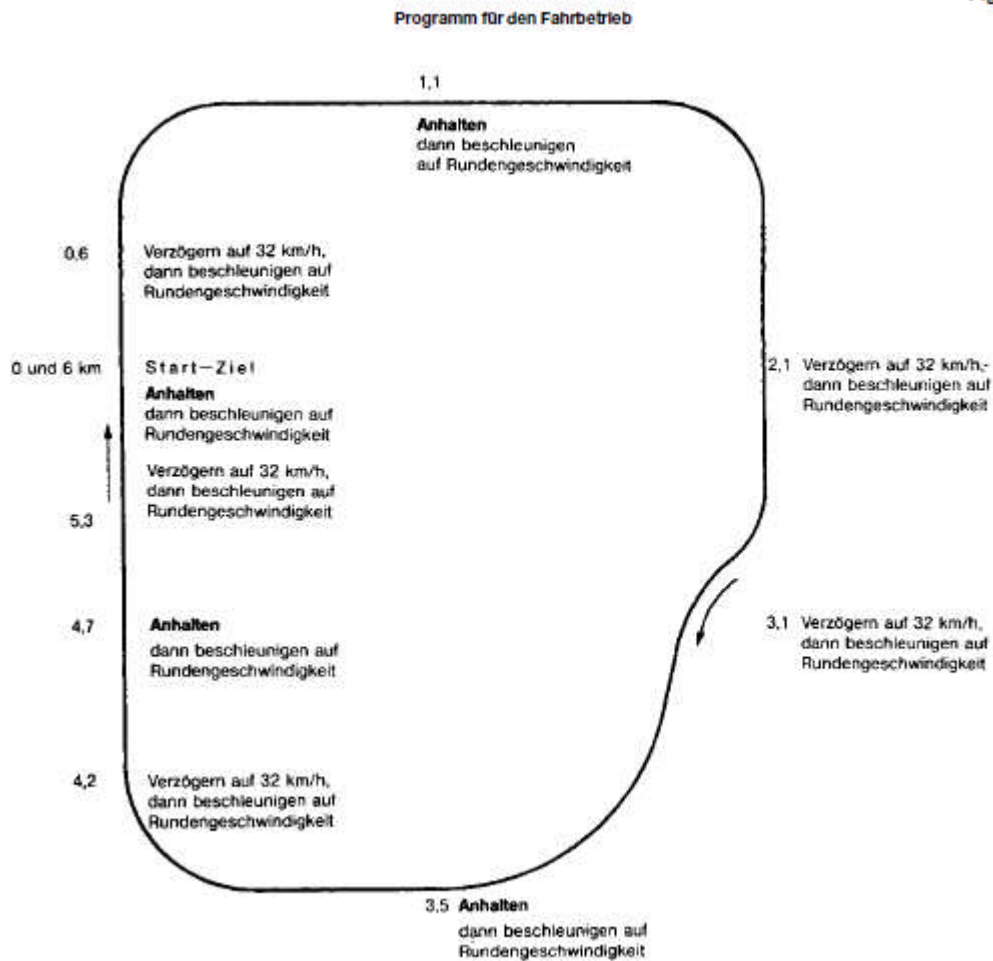 Programm für den Fahrbetrieb
1,1
Anhalten
dann beschleunigen
auf Rundengeschwindigkeit
0,6
Verzögern auf 32 km/h,
dann beschleunigen auf
Rundengeschwindigkeit
0 und 6 km
Start–Ziel
Anhalten
dann beschleunigen auf
Rundengeschwindigkeit
2,1 Verzögern auf 32 km/h,-
dann beschleunigen auf
Rundengeschwindigkeit
Verzögern auf 32 km/h,
dann beschleunigen auf
Rundengeschwindigkeit
5,3
4,7
Anhalten
dann beschleunigen auf
Rundengeschwindigkeit
3,1 Verzögern auf 32 km/h,
dann beschleunigen auf
Rundengeschwindigkeit
4,2
Verzögern auf 32 km/h,
dann beschleunigen auf
Rundengeschwindigkeit
3,5 Anhalten
dann beschleunigen auf
Rundengeschwindigkeit